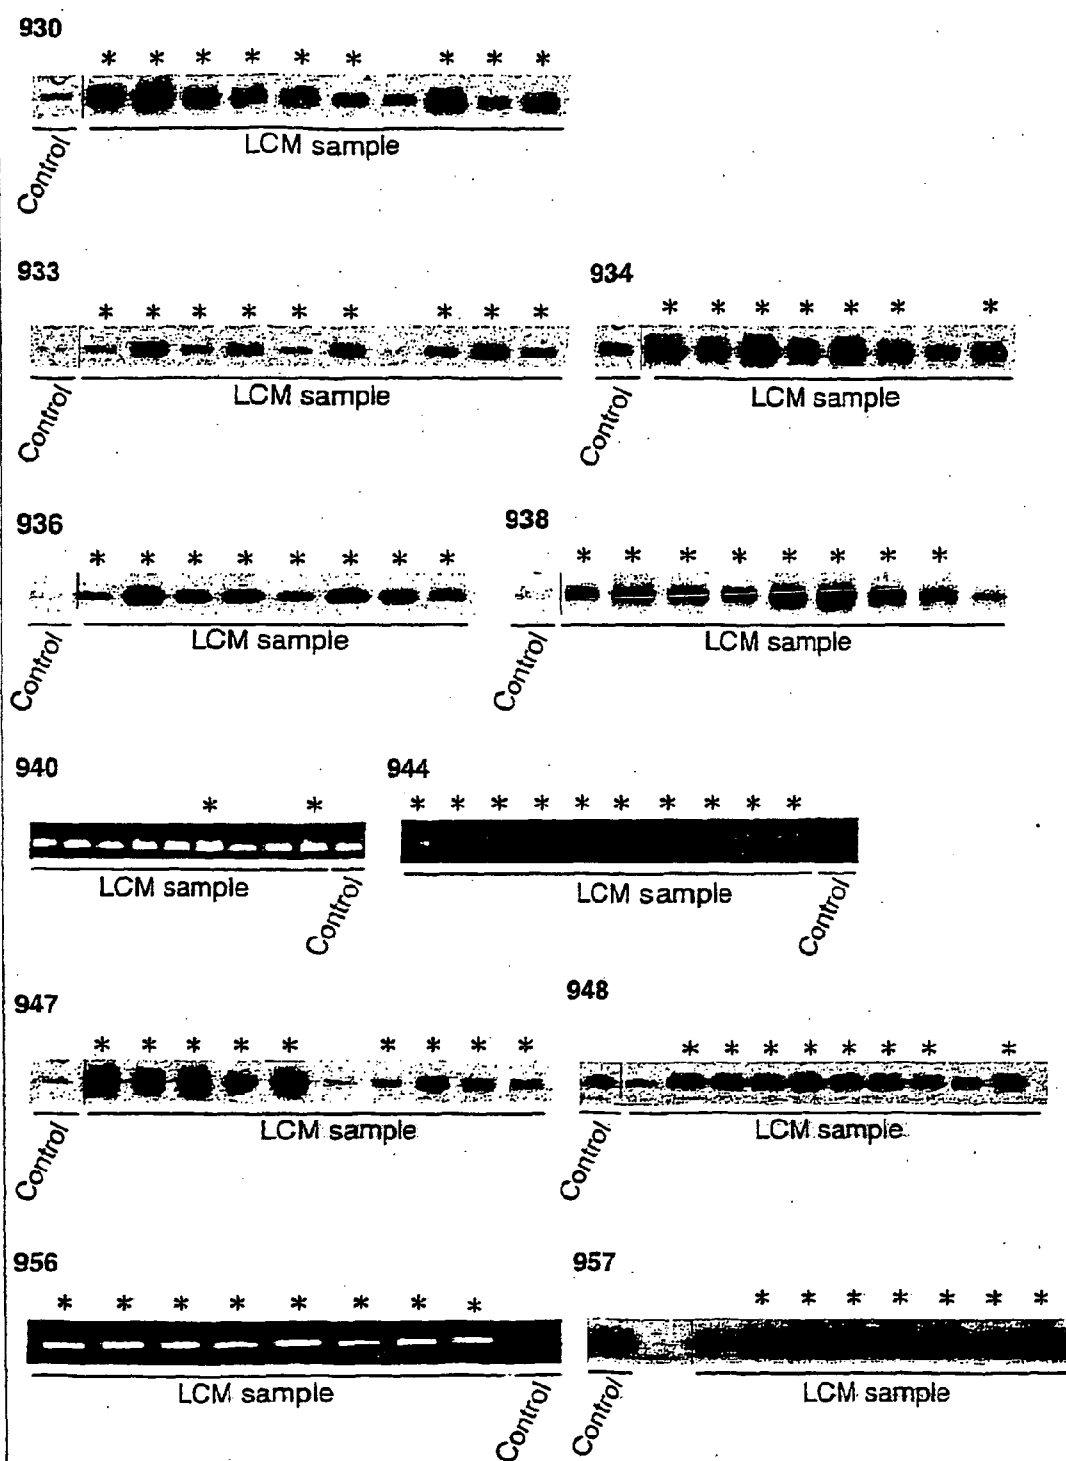 930
* * * * * * * * *
Control LCM sample
933 934
* * * * * * * * * * * * * * * *
Control LCM sample Control LCM sample
936 938
* * * * * * * * * * * * * * * *
Control LCM sample Control LCM sample
940 944
* * * * * * * * * * * *
LCM sample Control LCM sample Control
947 948
* * * * * * * * * * * * * * * * *
Control LCM sample Control LCM sample
956 957
* * * * * * * * * * * * * * *
LCM sample Control Control LCM sample